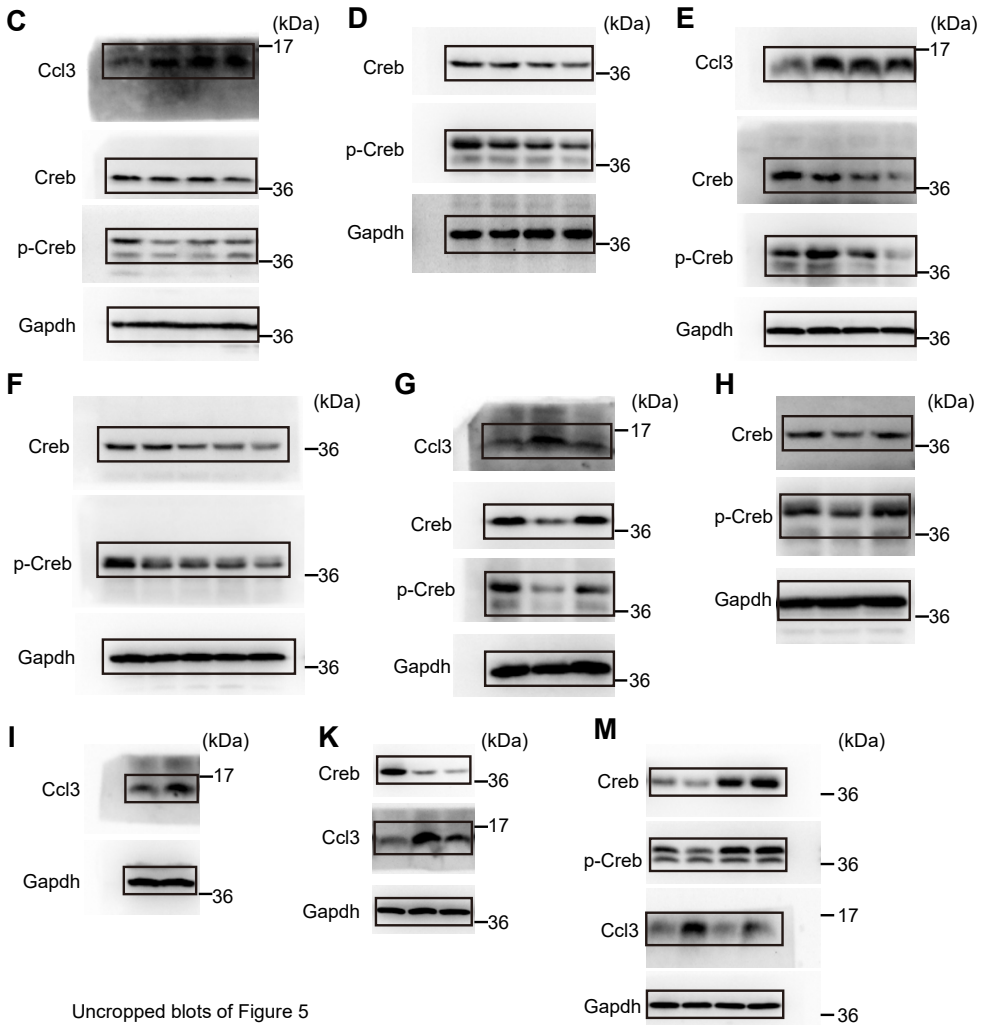 C
(kDa)
Ccl3
17
Creb
36
p-Creb
36
Gapdh
36
D
(kDa)
Creb
36
p-Creb
36
Gapdh
36
E
(kDa)
Ccl3
17
Creb
36
p-Creb
36
Gapdh
36
F
(kDa)
Creb
36
p-Creb
36
Gapdh
36
G
(kDa)
Ccl3
17
Creb
36
p-Creb
36
Gapdh
36
H
(kDa)
Creb
36
p-Creb
36
Gapdh
36
I
(kDa)
Ccl3
17
Gapdh
36
K
(kDa)
Creb
36
Ccl3
17
Gapdh
36
M
(kDa)
Creb
36
p-Creb
36
Ccl3
17
Gapdh
36
Uncropped blots of Figure 5